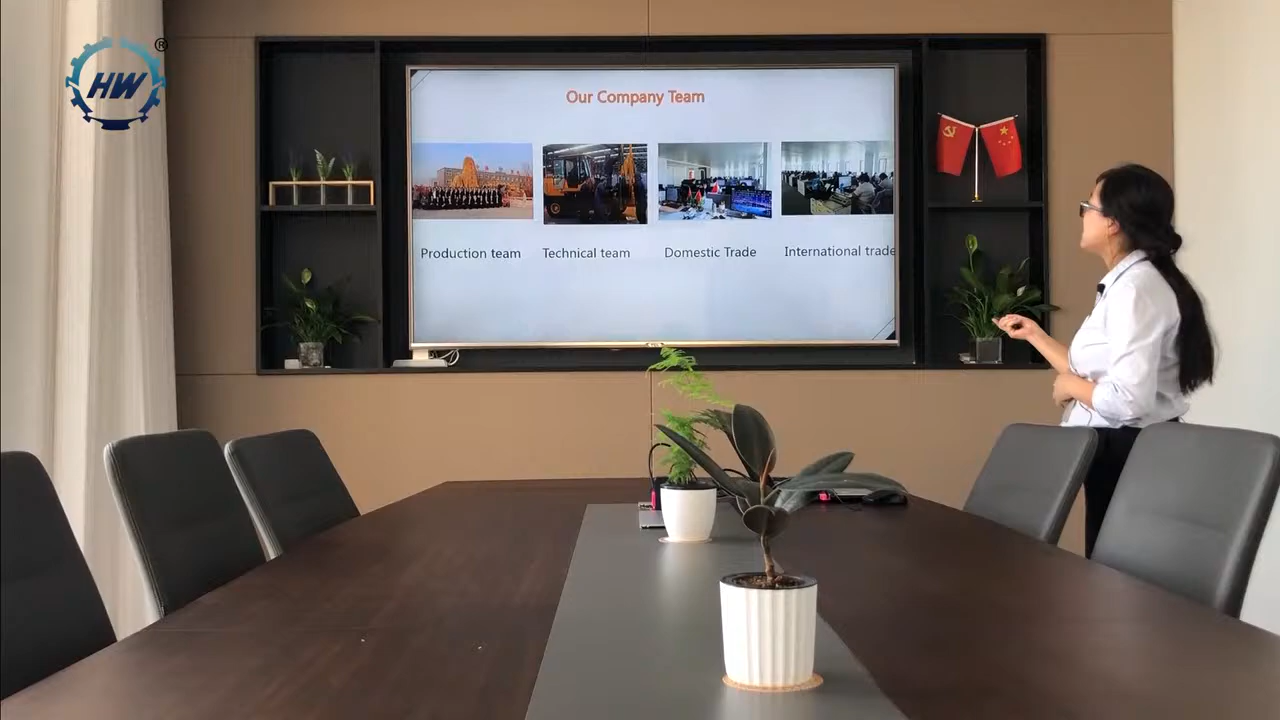 HW®
Our Company Team
Production team
Technical team
Domestic Trade
International trade